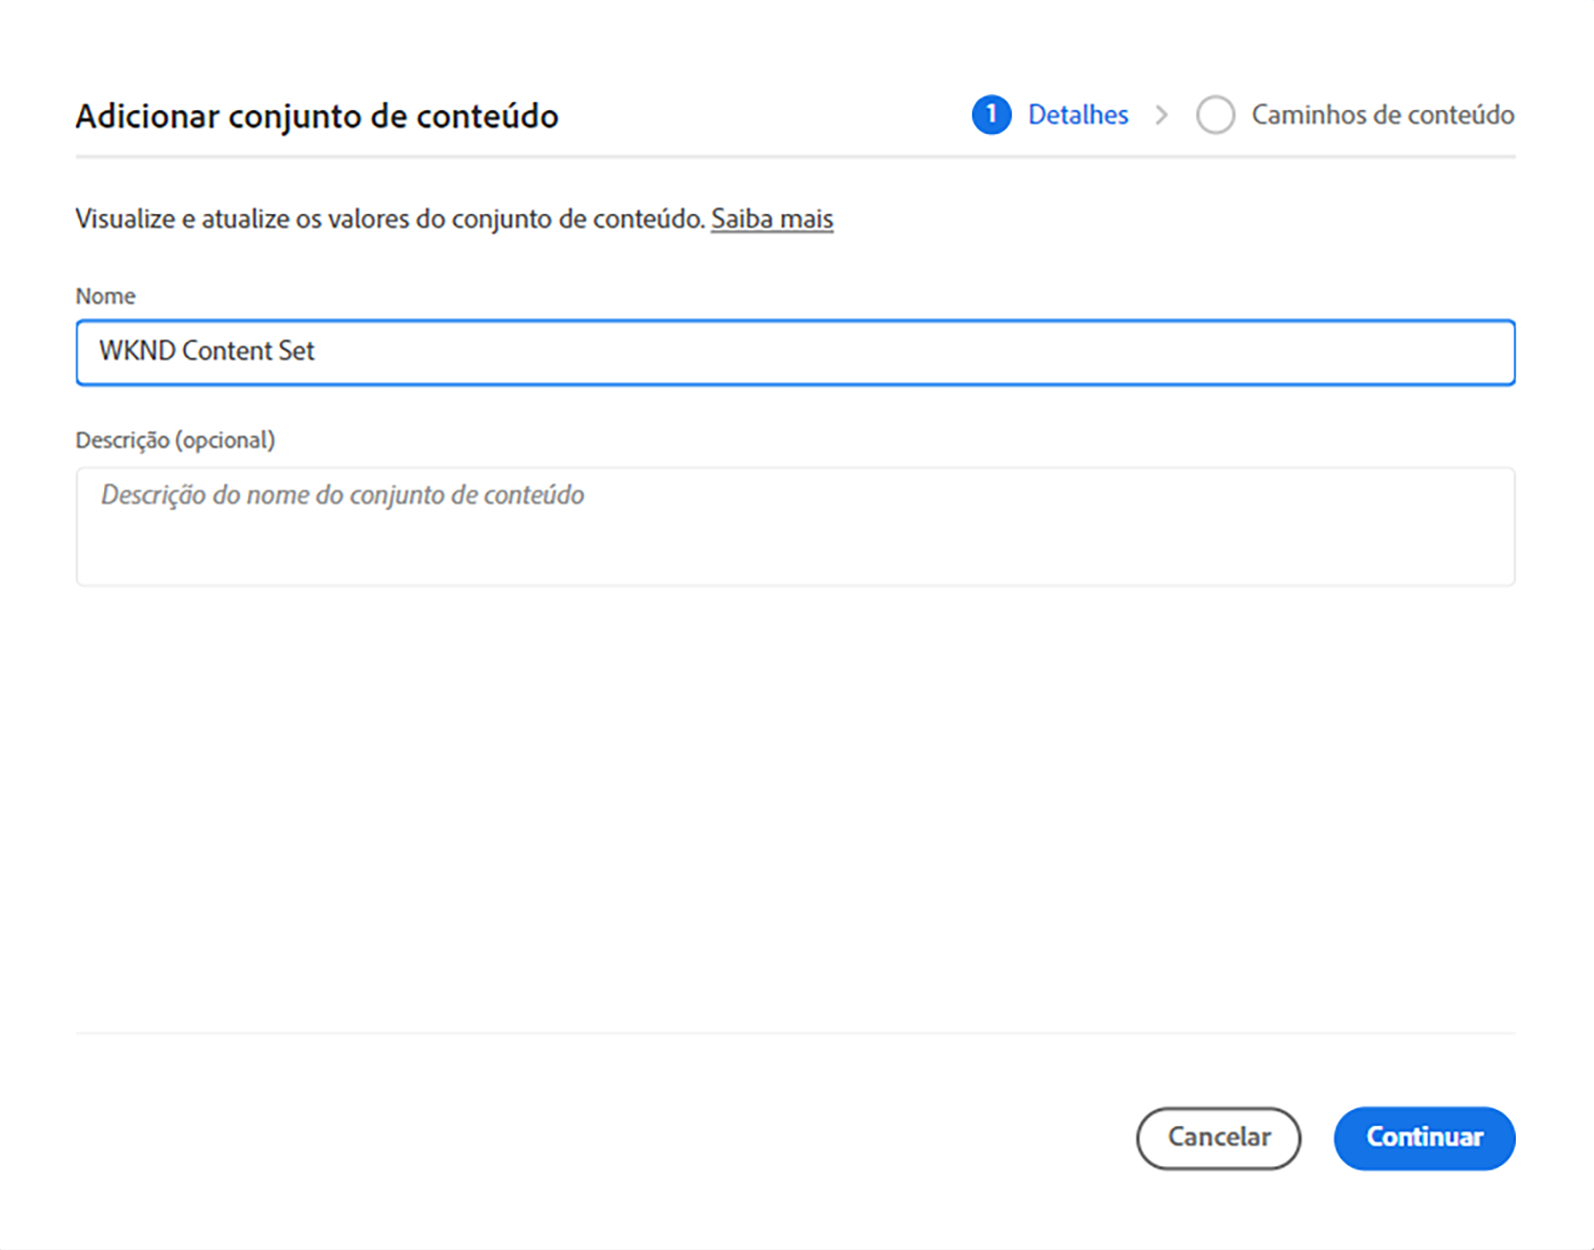 Adicionar conjunto de conteúdo
1 Detalhes > Caminhos de conteúdo
Visualize e atualize os valores do conjunto de conteúdo. Saiba mais
Nome
WKND Content Set
Descrição (opcional)
Descrição do nome do conjunto de conteúdo
Cancelar
Continuar